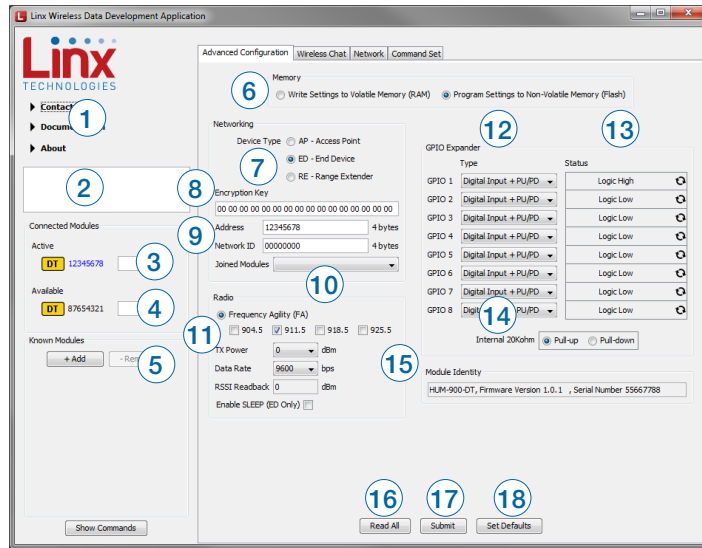 Linx Wireless Data Development Application
Linx
TECHNOLOGIES
Contact
1
Docum
About
2
Connected Modules
Active
DT 12345678
3
Available
DT 87654321
4
Known Modules
+ Add
5
Show Commands
Advanced Configuration Wireless Chat Network Command Set
Memory
6
Write Settings to Volatile Memory (RAM) Program Settings to Non-Volatile Memory (Flash)
Networking
Device Type AP - Access Point
7
ED - End Device
RE - Range Extender
8
Encryption Key
00 00 00 00 00 00 00 00 00 00 00 00 00 00 00 00
9
Address 12345678 4 bytes
Network ID 00000000 4 bytes
Joined Modules
10
Radio
Frequency Agility (FA)
11
904.5 911.5 918.5 925.5
TX Power 0 dBm
Data Rate 9600 bps
RSSI Readback 0 dBm
Enable SLEEP (ED Only)
12
13
GPIO Expander
Type Status
GPIO 1 Digital Input + PU/PD Logic High
GPIO 2 Digital Input + PU/PD Logic Low
GPIO 3 Digital Input + PU/PD Logic Low
GPIO 4 Digital Input + PU/PD Logic Low
GPIO 5 Digital Input + PU/PD Logic Low
GPIO 6 Digital Input + PU/PD Logic Low
GPIO 7 Digital Input + PU/PD Logic Low
GPIO 8 Digital Input + PU/PD Logic Low
14
Internal 20Kohm Pull-up Pull-down
15
Module Identity
HUM-900-DT, Firmware Version 1.0.1 , Serial Number 55667788
16
17
18
Read All Submit Set Defaults